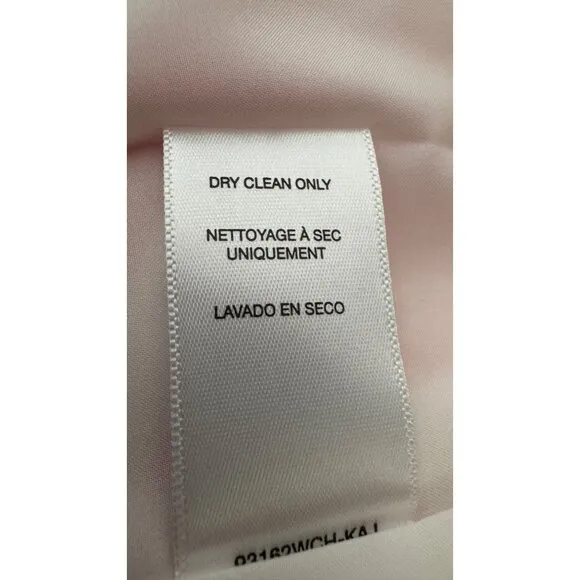 DRY CLEAN ONLY
NETTOYAGE À SEC
UNIQUEMENT
LAVADO EN SECO